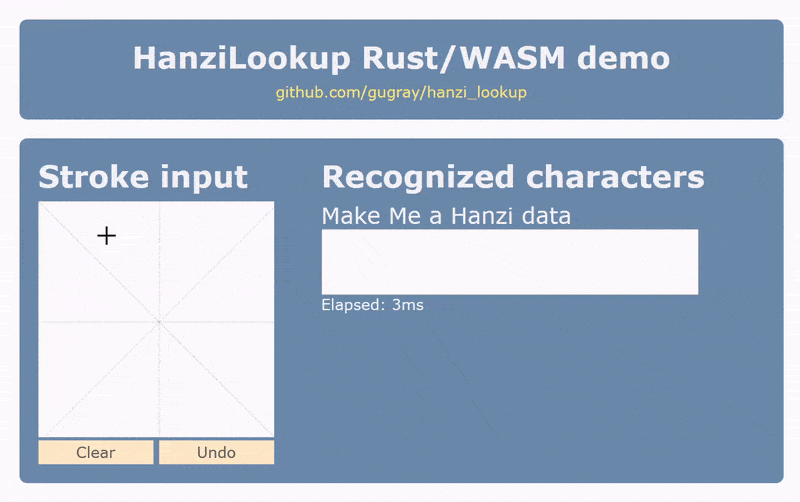 HanziLookup Rust/WASM demo
github.com/gugray/hanzi_lookup
Stroke input
Recognized characters
Make Me a Hanzi data
Elapsed: 3ms
Clear
Undo